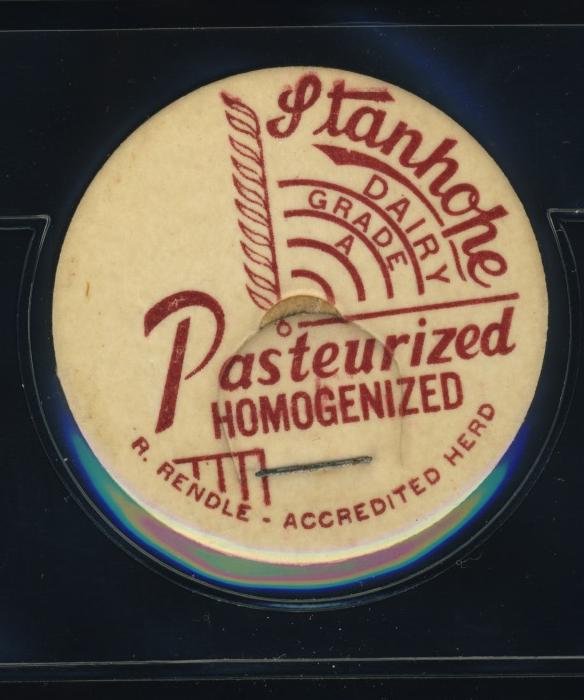 Stanhope
DAIRY
GRADE
A
Pasteurized
HOMOGENIZED
R. RENDLE - ACCREDITED HERD